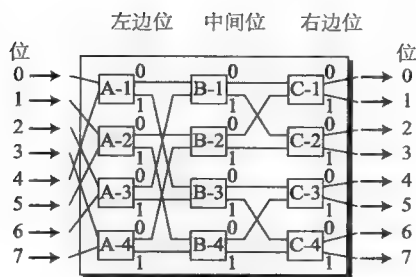 左边位 中间位 右边位
位 位
0 A-1 0 1 B-1 0 1 C-1 0 1 0
1 1
2 A-2 0 1 B-2 0 1 C-2 0 1 2
3 3
4 A-3 0 1 B-3 0 1 C-3 0 1 4
5 5
6 A-4 0 1 B-4 0 1 C-4 0 1 6
7 7